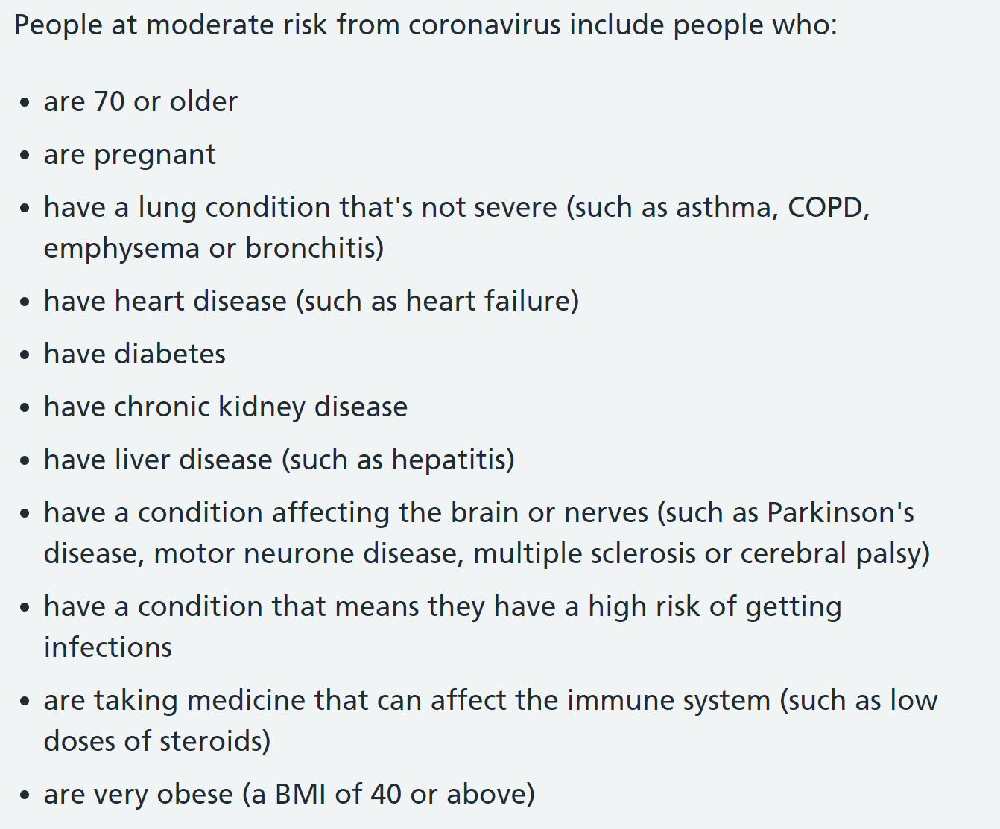 People at moderate risk from coronavirus include people who:
• are 70 or older
• are pregnant
• have a lung condition that's not severe (such as asthma, COPD,
emphysema or bronchitis)
• have heart disease (such as heart failure)
• have diabetes
• have chronic kidney disease
• have liver disease (such as hepatitis)
• have a condition affecting the brain or nerves (such as Parkinson's
disease, motor neurone disease, multiple sclerosis or cerebral palsy)
• have a condition that means they have a high risk of getting
infections
• are taking medicine that can affect the immune system (such as low
doses of steroids)
• are very obese (a BMI of 40 or above)